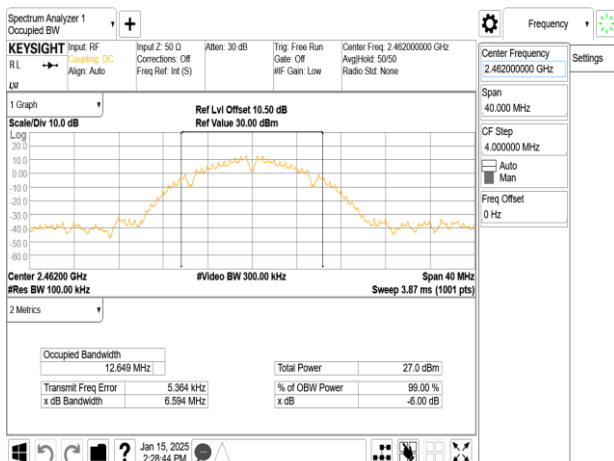 Spectrum Analyzer 1
Occupied BW
Frequency
KEYSIGHT
RL
LXI
Input: RF
Coupling: DC
Align: Auto
Input Z: 50 Ω
Corrections: Off
Freq Ref: Int (S)
Atten: 30 dB
Trig: Free Run
Gate: Off
#IF Gain: Low
Center Freq: 2.462000000 GHz
Avg|Hold: 50/50
Radio Std: None
Center Frequency
2.462000000 GHz
Settings
Span
40.000 MHz
CF Step
4.000000 MHz
Auto
Man
Freq Offset
0 Hz
1 Graph
Scale/Div 10.0 dB
Ref Lvl Offset 10.50 dB
Ref Value 30.00 dBm
Log
20.0
10.0
0.00
-10.0
-20.0
-30.0
-40.0
-50.0
-60.0
Center 2.46200 GHz
#Video BW 300.00 kHz
Span 40 MHz
#Res BW 100.00 kHz
Sweep 3.87 ms (1001 pts)
2 Metrics
Occupied Bandwidth
12.649 MHz
Total Power 27.0 dBm
Transmit Freq Error 5.364 kHz
% of OBW Power 99.00 %
x dB Bandwidth 6.594 MHz
x dB -6.00 dB
Jan 15, 2025
2:28:44 PM